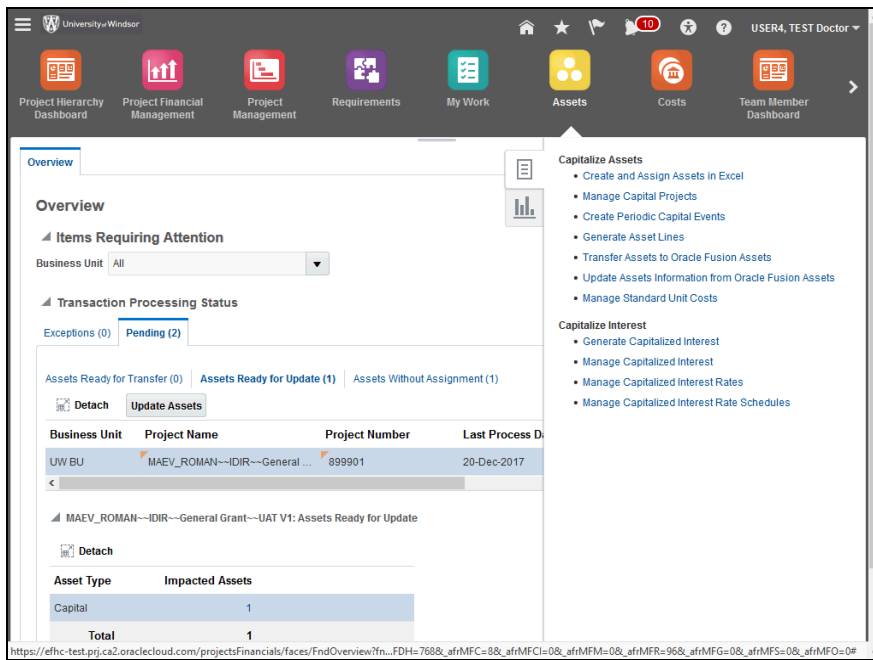 University of Windsor
10
?
USER4, TEST Doctor
Project Hierarchy Dashboard
Project Financial Management
Project Management
Requirements
My Work
Assets
Costs
Team Member Dashboard
Overview
Overview
Items Requiring Attention
Business Unit All
Transaction Processing Status
Exceptions (0) Pending (2)
Assets Ready for Transfer (0) Assets Ready for Update (1) Assets Without Assignment (1)
Detach Update Assets
Business Unit Project Name Project Number Last Process D
UW BU MAEV_ROMAN~~IDIR~~General ... 899901 20-Dec-2017
MAEV_ROMAN~~IDIR~~General Grant~~UAT V1: Assets Ready for Update
Detach
Asset Type Impacted Assets
Capital 1
Total 1
Capitalize Assets
• Create and Assign Assets in Excel
• Manage Capital Projects
• Create Periodic Capital Events
• Generate Asset Lines
• Transfer Assets to Oracle Fusion Assets
• Update Assets Information from Oracle Fusion Assets
• Manage Standard Unit Costs
Capitalize Interest
• Generate Capitalized Interest
• Manage Capitalized Interest
• Manage Capitalized Interest Rates
• Manage Capitalized Interest Rate Schedules
https://efhc-test.prj.ca2.oraclecloud.com/projectsFinancials/faces/FndOverview?fn...FDH=768&_afrMFC=8&_afrMFCI=0&_afrMFM=0&_afrMFR=96&_afrMFG=0&_afrMFS=0&_afrMFO=0#